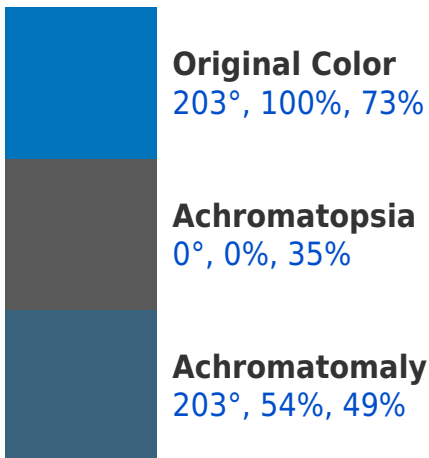 Original Color
203°, 100%, 73%
Achromatopsia
0°, 0%, 35%
Achromatomaly
203°, 54%, 49%